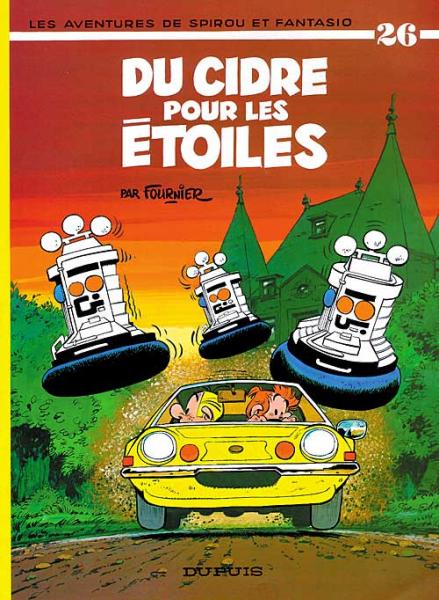 LES AVENTURES DE SPIROU ET FANTASIO
26
DU CIDRE
POUR LES
ÉTOILES
PAR FOURNIER
DUPUIS